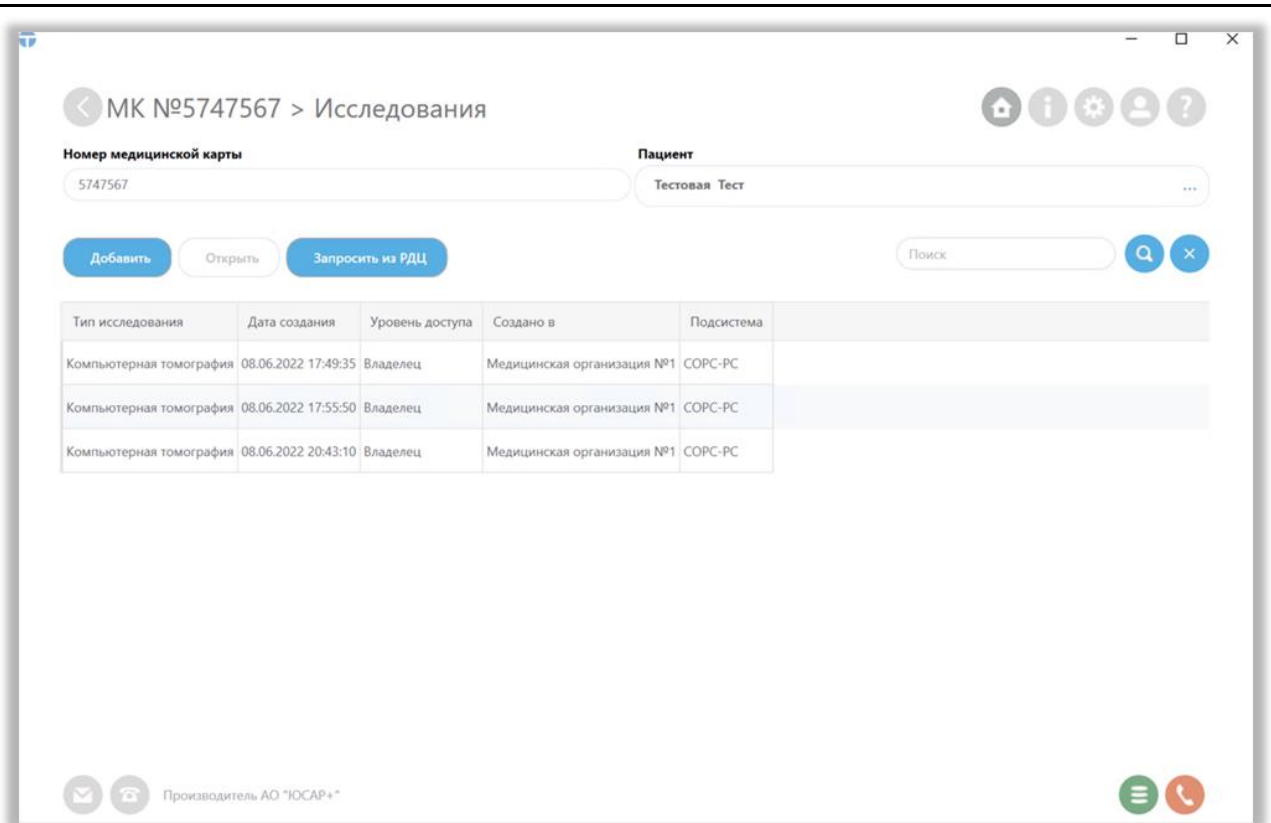 МК №5747567 > Исследования
Номер медицинской карты Пациент
5747567 Тестовая Тест ...
Добавить Открыть Запросить из РДЦ Поиск
Тип исследования Дата создания Уровень доступа Создано в Подсистема
Компьютерная томография 08.06.2022 17:49:35 Владелец Медицинская организация №1 СОРС-РС
Компьютерная томография 08.06.2022 17:55:50 Владелец Медицинская организация №1 СОРС-РС
Компьютерная томография 08.06.2022 20:43:10 Владелец Медицинская организация №1 СОРС-РС
Производитель АО "ЮСАР+"